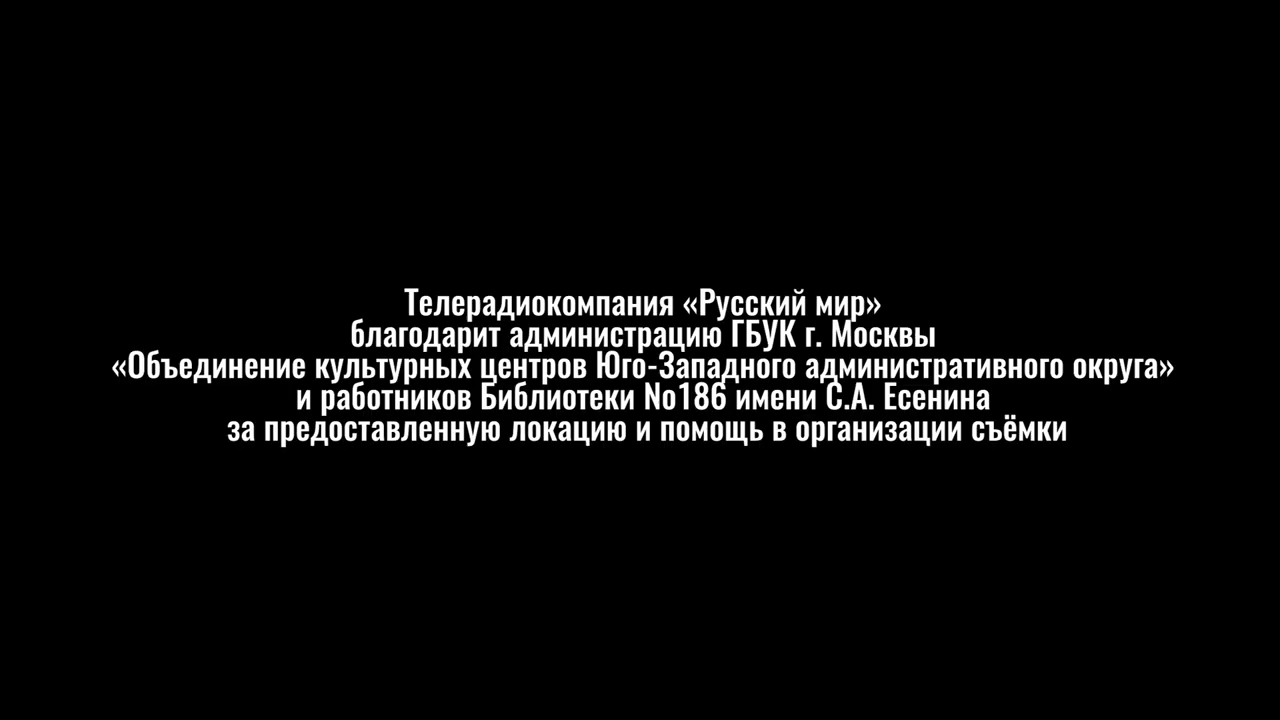 Телерадиокомпания «Русский мир»
благодарит администрацию ГБУК г. Москвы
«Объединение культурных центров Юго-Западного административного округа»
и работников Библиотеки No186 имени С.А. Есенина
за предоставленную локацию и помощь в организации съёмки